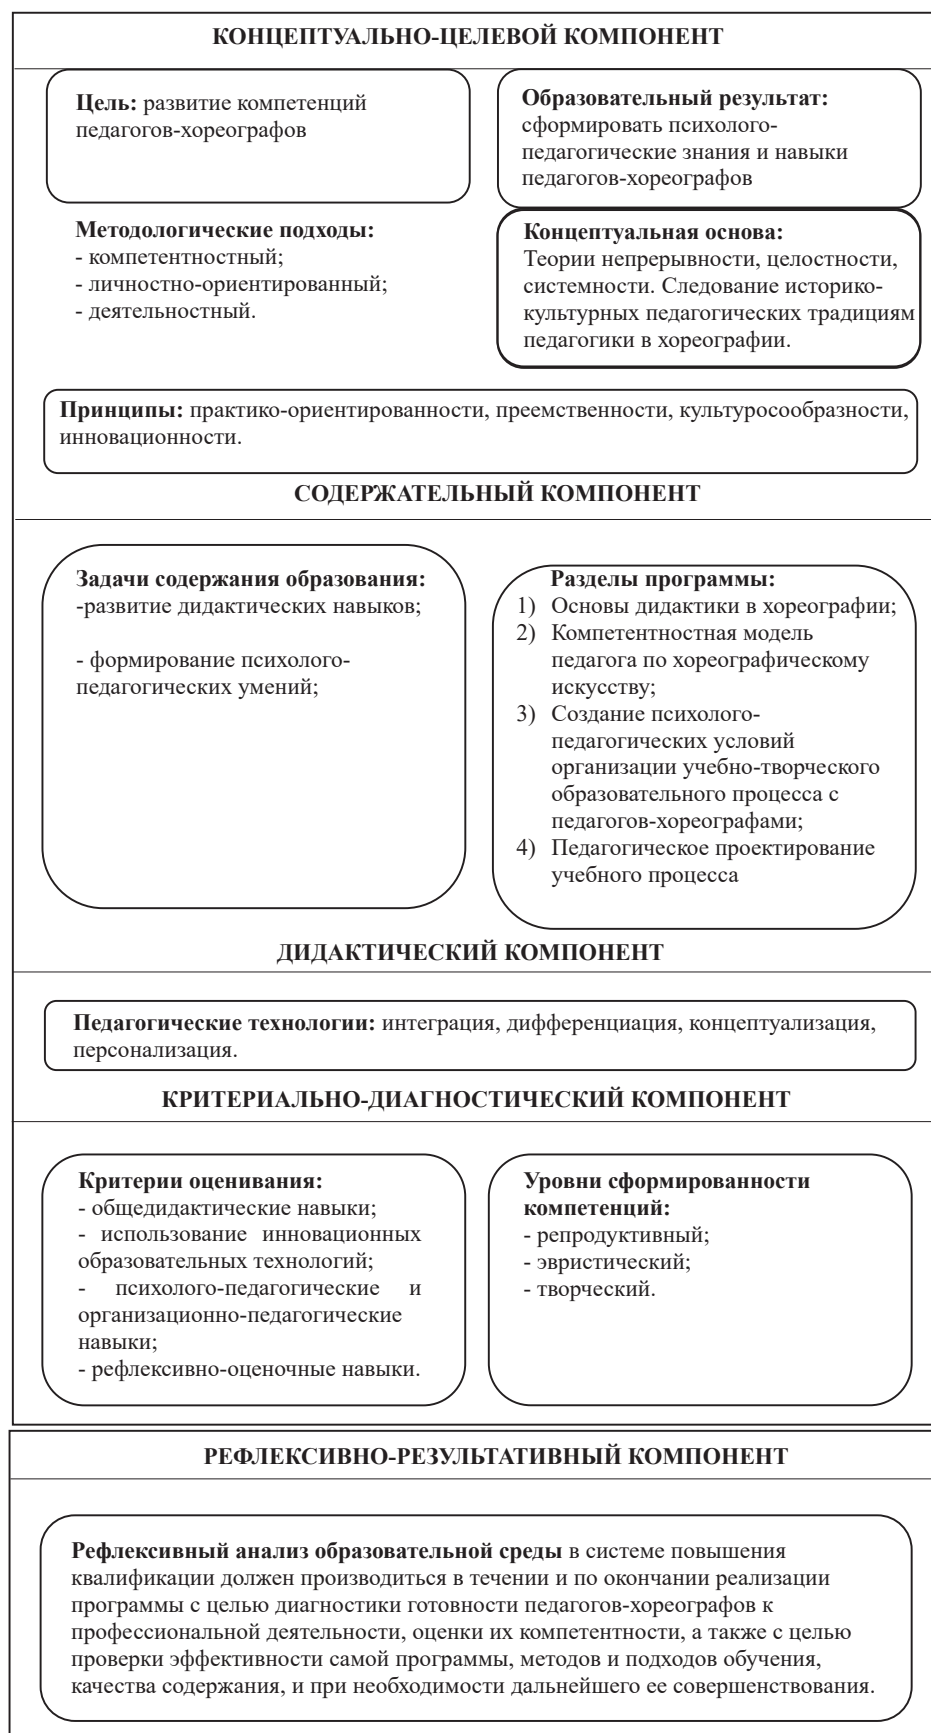 КОНЦЕПТУАЛЬНО-ЦЕЛЕВОЙ КОМПОНЕНТ
Цель: развитие компетенций
педагогов-хореографов
Образовательный результат:
сформировать психолого-
педагогические знания и навыки
педагогов-хореографов
Методологические подходы:
- компетентностный;
- личностно-ориентированный;
- деятельностный.
Концептуальная основа:
Теории непрерывности, целостности,
системности. Следование историко-
культурных педагогических традициям
педагогики в хореографии.
Принципы: практико-ориентированности, преемственности, культуросообразности,
инновационности.
СОДЕРЖАТЕЛЬНЫЙ КОМПОНЕНТ
Задачи содержания образования:
-развитие дидактических навыков;
- формирование психолого-
педагогических умений;
Разделы программы:
1) Основы дидактики в хореографии;
2) Компетентностная модель
педагога по хореографическому
искусству;
3) Создание психолого-
педагогических условий
организации учебно-творческого
образовательного процесса с
педагогов-хореографами;
4) Педагогическое проектирование
учебного процесса
ДИДАКТИЧЕСКИЙ КОМПОНЕНТ
Педагогические технологии: интеграция, дифференциация, концептуализация,
персонализация.
КРИТЕРИАЛЬНО-ДИАГНОСТИЧЕСКИЙ КОМПОНЕНТ
Критерии оценивания:
- общедидактические навыки;
- использование инновационных
образовательных технологий;
- психолого-педагогические и
организационно-педагогические
навыки;
- рефлексивно-оценочные навыки.
Уровни сформированности
компетенций:
- репродуктивный;
- эвристический;
- творческий.
РЕФЛЕКСИВНО-РЕЗУЛЬТАТИВНЫЙ КОМПОНЕНТ
Рефлексивный анализ образовательной среды в системе повышения
квалификации должен производиться в течении и по окончании реализации
программы с целью диагностики готовности педагогов-хореографов к
профессиональной деятельности, оценки их компетентности, а также с целью
проверки эффективности самой программы, методов и подходов обучения,
качества содержания, и при необходимости дальнейшего ее совершенствования.